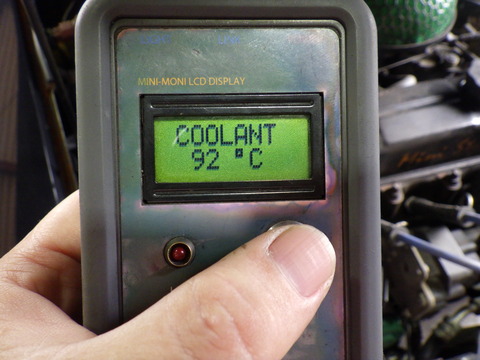 MINI-MONI LCD DISPLAY
COOLANT
92 °C